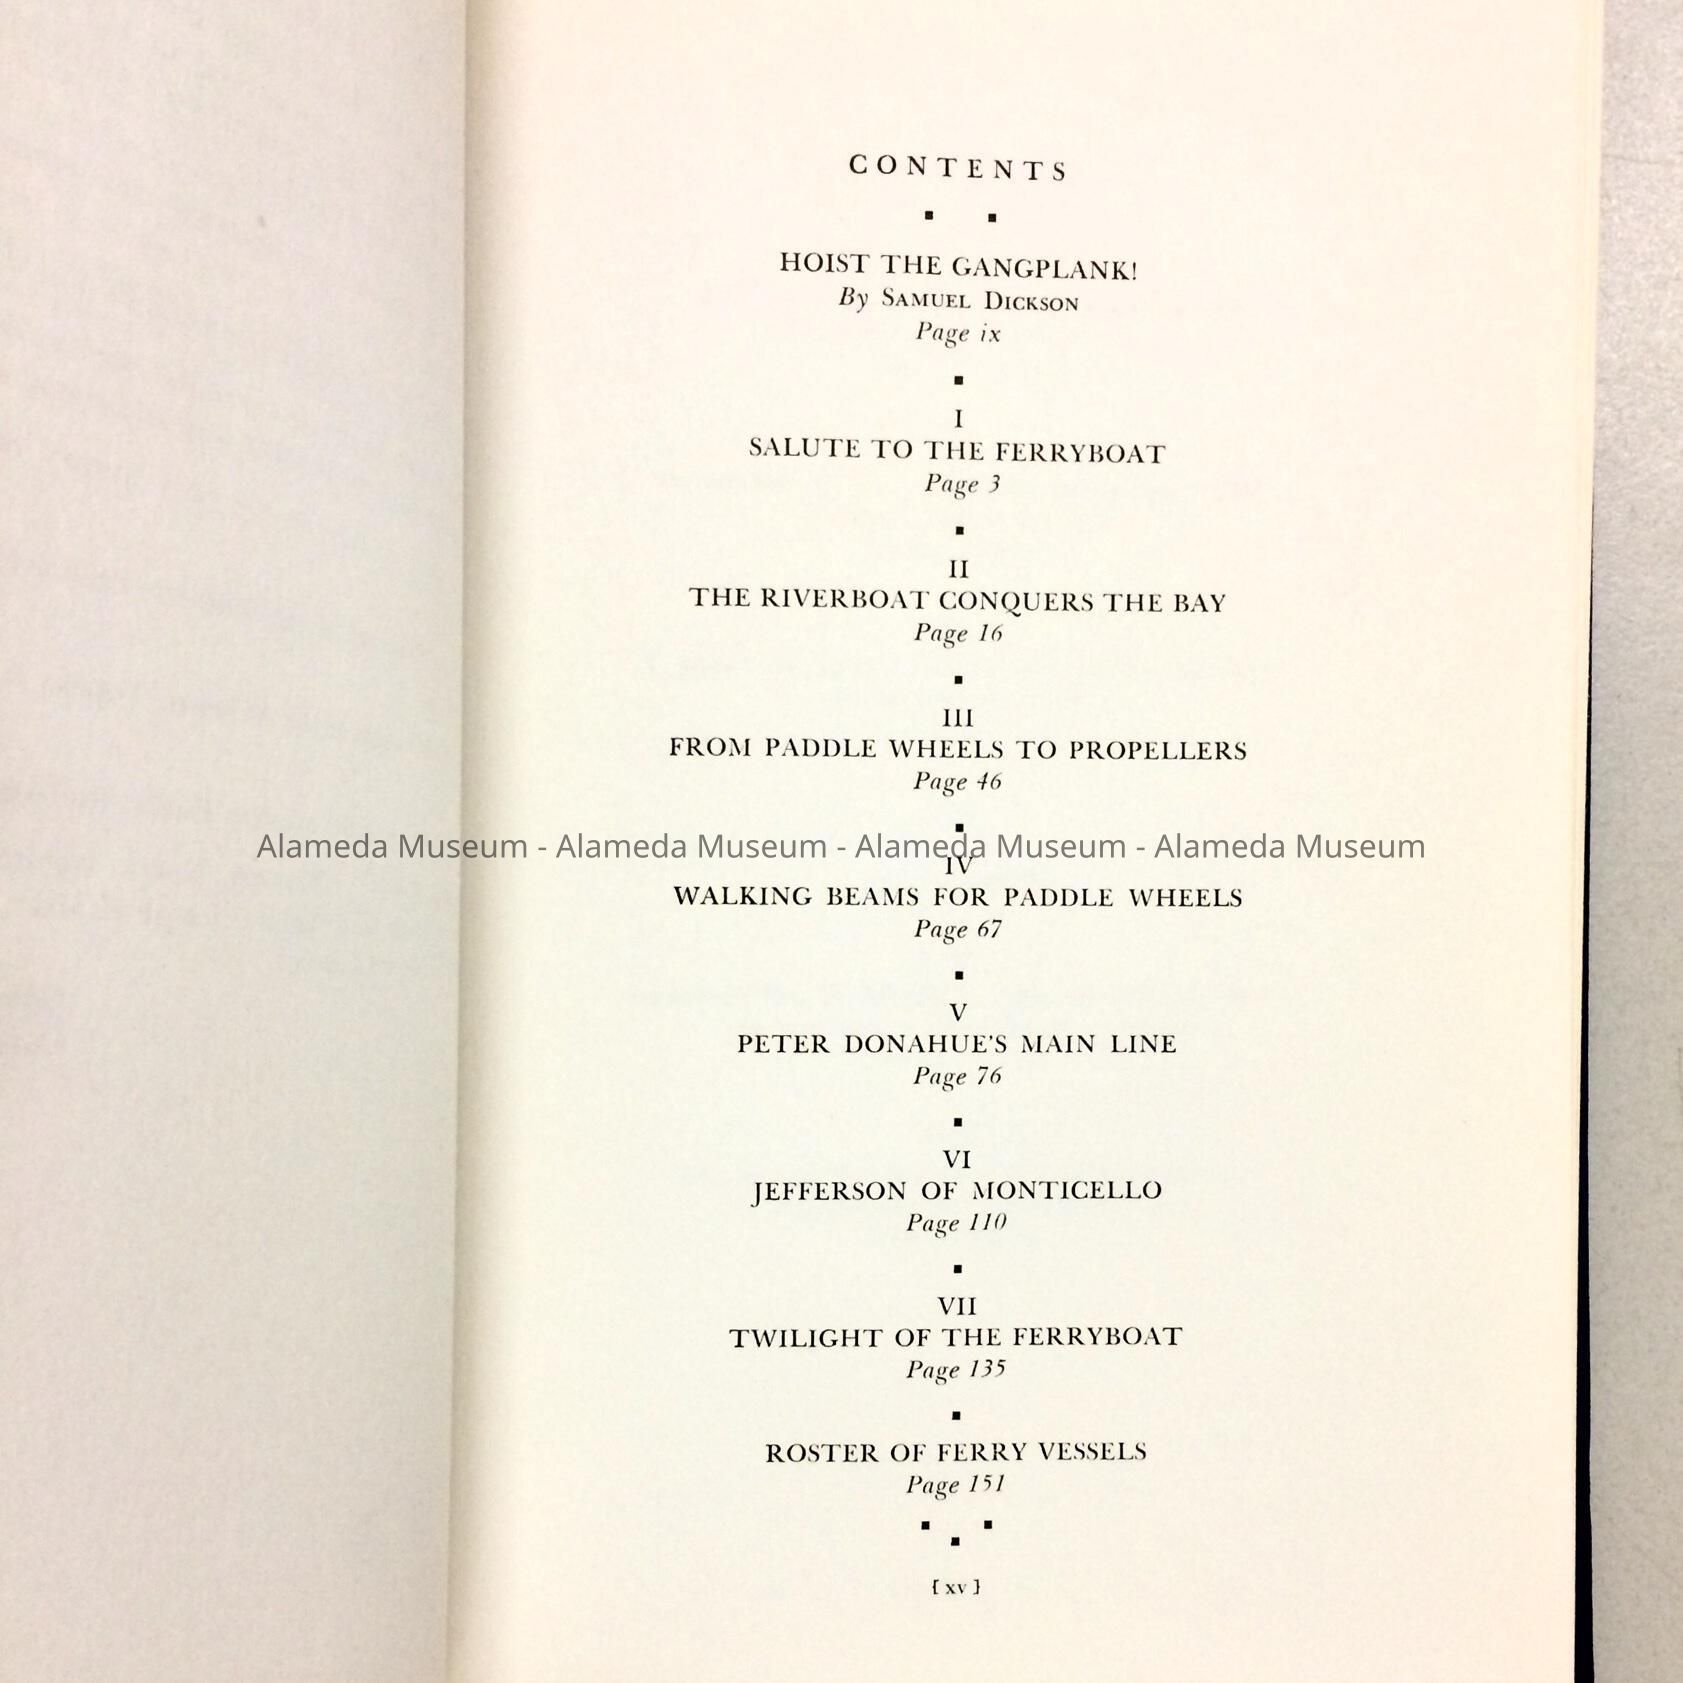 CONTENTS
HOIST THE GANGPLANK!
By SAMUEL DICKSON
Page ix
I
SALUTE TO THE FERRYBOAT
Page 3
II
THE RIVERBOAT CONQUERS THE BAY
Page 16
III
FROM PADDLE WHEELS TO PROPELLERS
Page 46
Alameda Museum - Alameda Museum - Alameda Museum - Alameda Museum
IV
WALKING BEAMS FOR PADDLE WHEELS
Page 67
V
PETER DONAHUE'S MAIN LINE
Page 76
VI
JEFFERSON OF MONTICELLO
Page 110
VII
TWILIGHT OF THE FERRYBOAT
Page 135
ROSTER OF FERRY VESSELS
Page 151
{ xv }